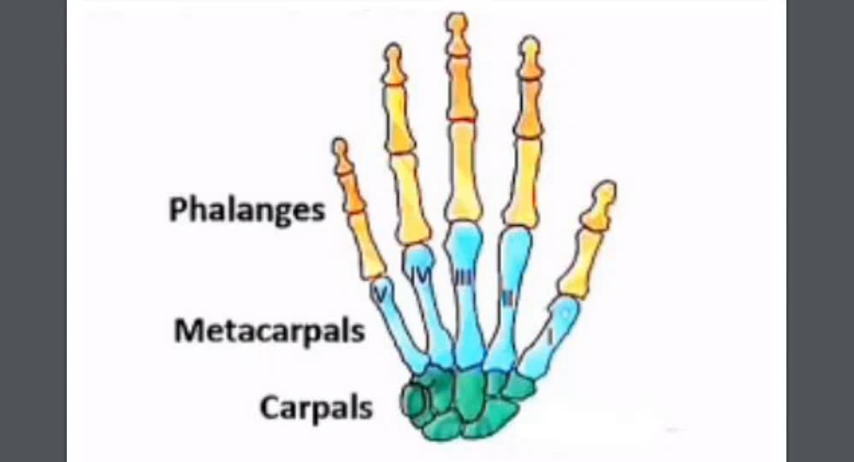 Phalanges
V IV III II I
Metacarpals
Carpals